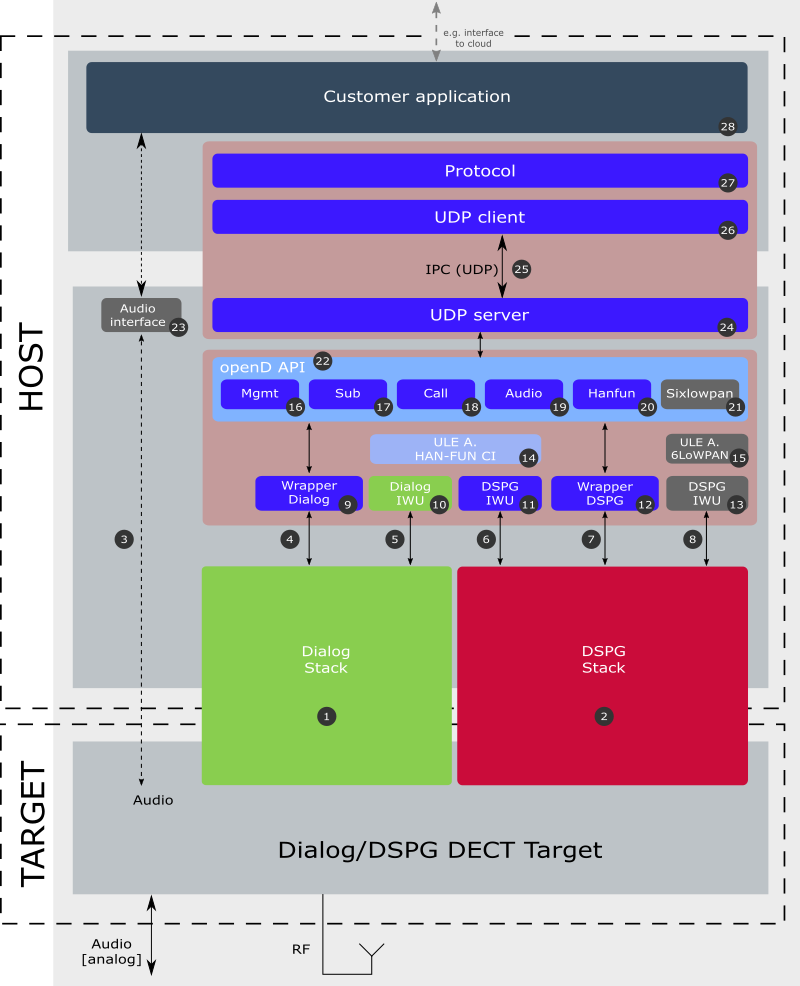 e.g. interface
to cloud
Customer application
28
Protocol
27
UDP client
26
IPC (UDP)
25
Audio
interface
23
UDP server
24
openD API
22
Mgmt
16
Sub
17
Call
18
Audio
19
Hanfun
20
Sixlowpan
21
ULE A.
HAN-FUN CI
14
ULE A.
6LoWPAN
15
Wrapper
Dialog
9
Dialog
IWU
10
DSPG
IWU
11
Wrapper
DSPG
12
DSPG
IWU
13
3
4
5
6
7
8
HOST
Dialog
Stack
1
DSPG
Stack
2
TARGET
Audio
Dialog/DSPG DECT Target
Audio
[analog]
RF